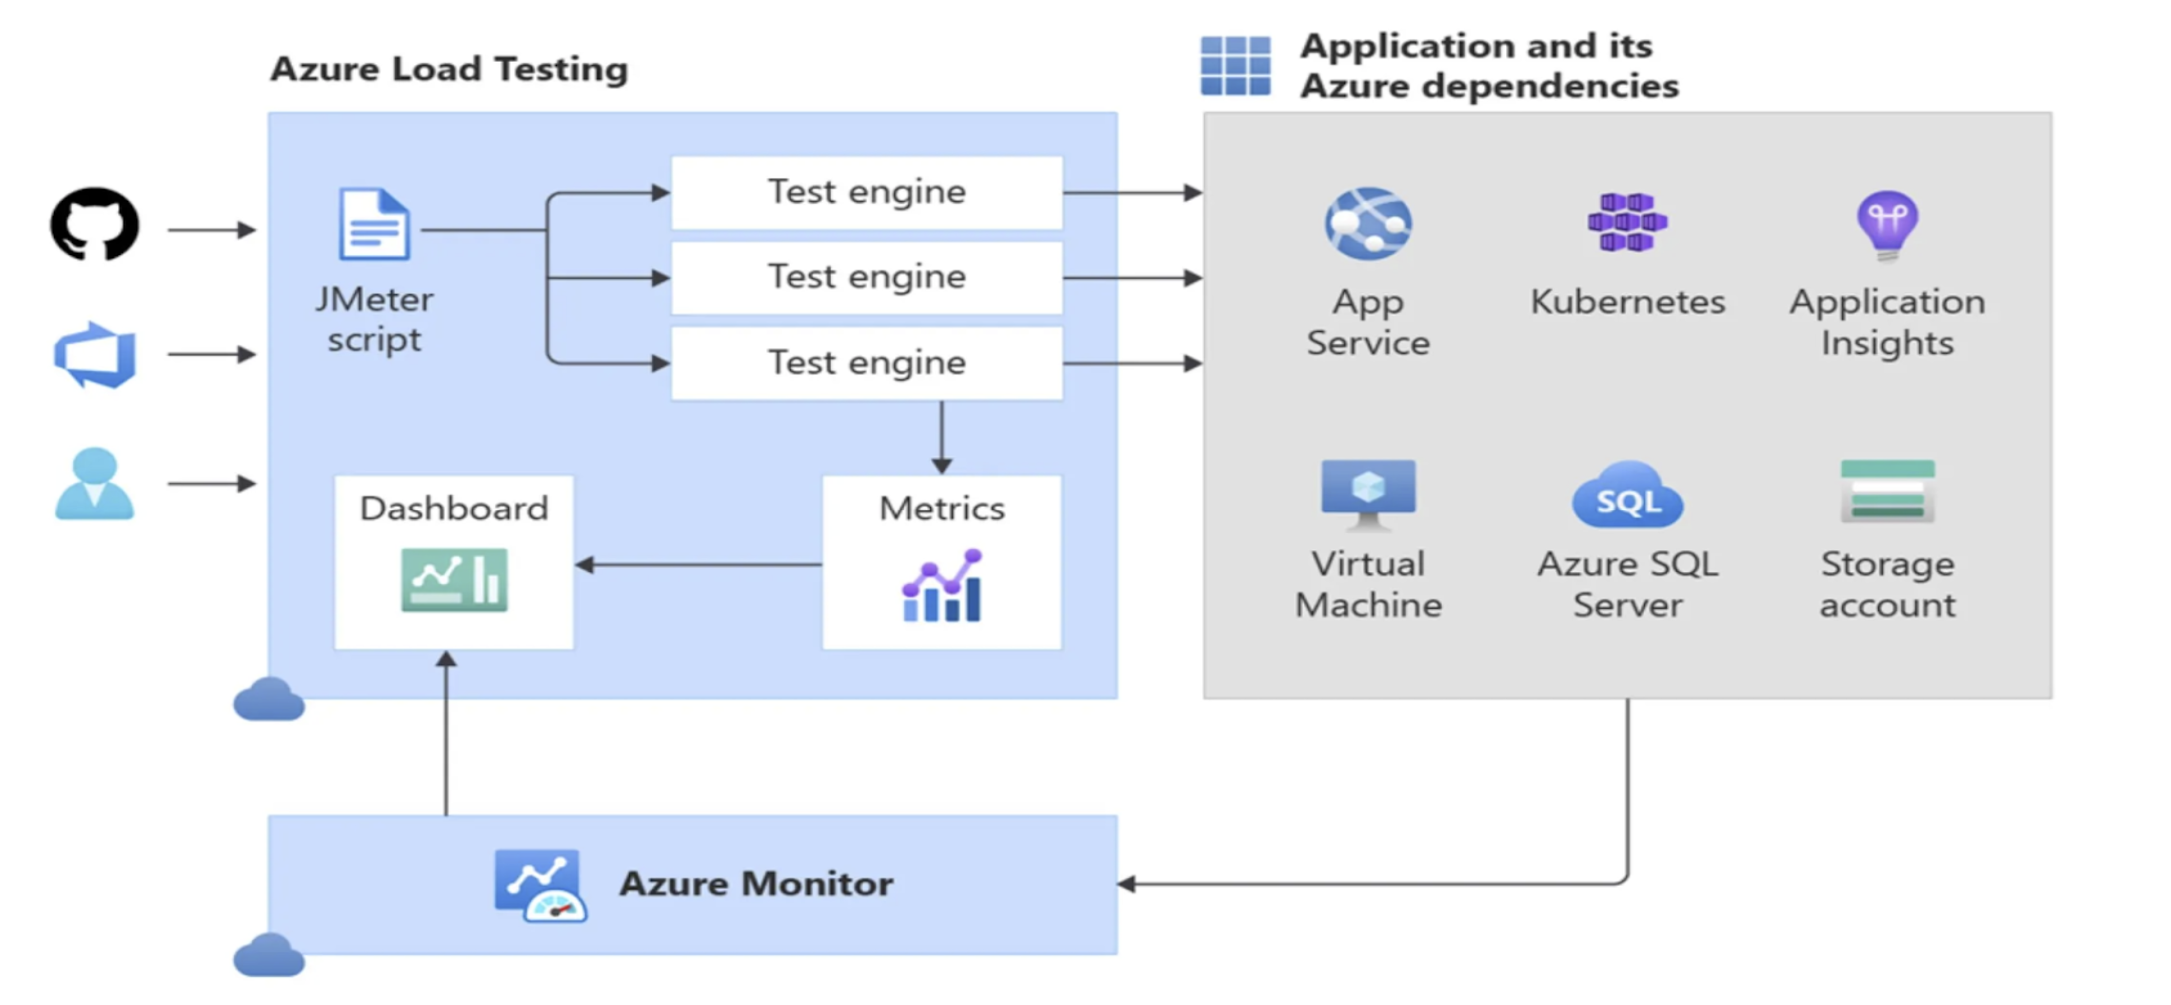 Azure Load Testing
Application and its
Azure dependencies
JMeter
script
Test engine
Test engine
Test engine
Dashboard
Metrics
App
Service
Kubernetes
Application
Insights
Virtual
Machine
SQL
Azure SQL
Server
Storage
account
Azure Monitor